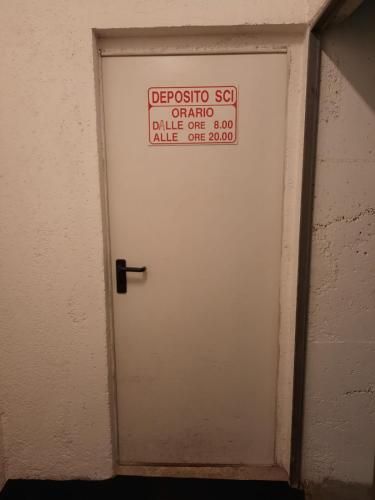 DEPOSITO SCI
ORARIO
DALLE ORE 8.00
ALLE ORE 20.00